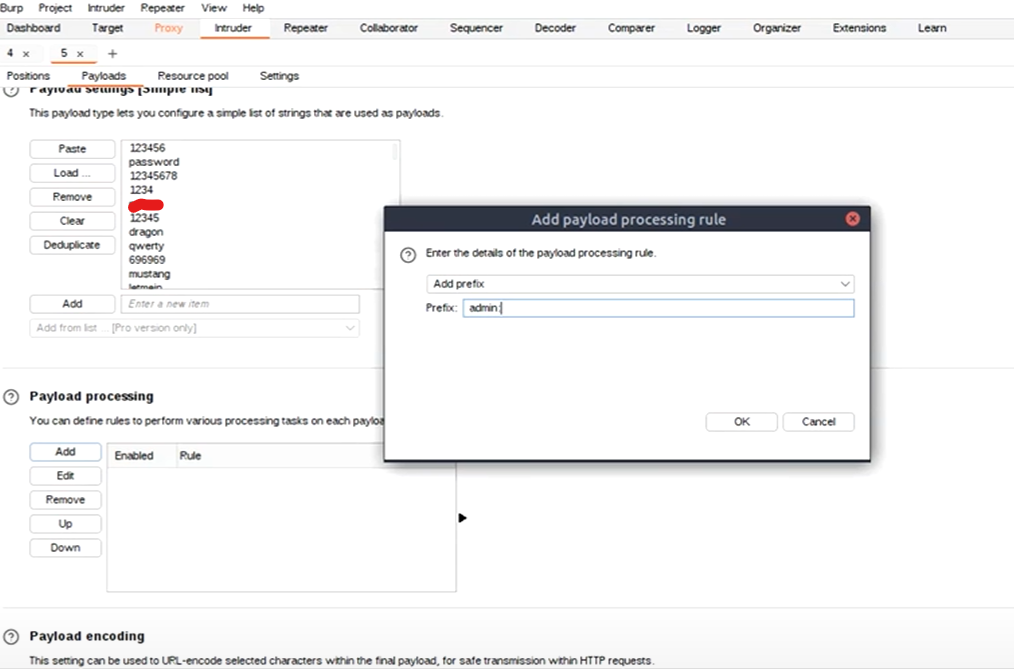 Burp Project Intruder Repeater View Help
Dashboard Target Proxy Intruder Repeater Collaborator Sequencer Decoder Comparer Logger Organizer Extensions Learn
4 × 5 × +
Positions Payloads Resource pool Settings
? Payload settings [Simple list]
This payload type lets you configure a simple list of strings that are used as payloads.
Paste
Load ...
Remove
Clear
Deduplicate
123456
password
12345678
1234
12345
dragon
qwerty
696969
mustang
letmein
Add Enter a new item
Add from list ... [Pro version only]
Add payload processing rule
? Enter the details of the payload processing rule.
Add prefix
Prefix: admin:
OK Cancel
? Payload processing
You can define rules to perform various processing tasks on each payloa
Add
Edit
Remove
Up
Down
Enabled Rule
? Payload encoding
This setting can be used to URL-encode selected characters within the final payload, for safe transmission within HTTP requests.